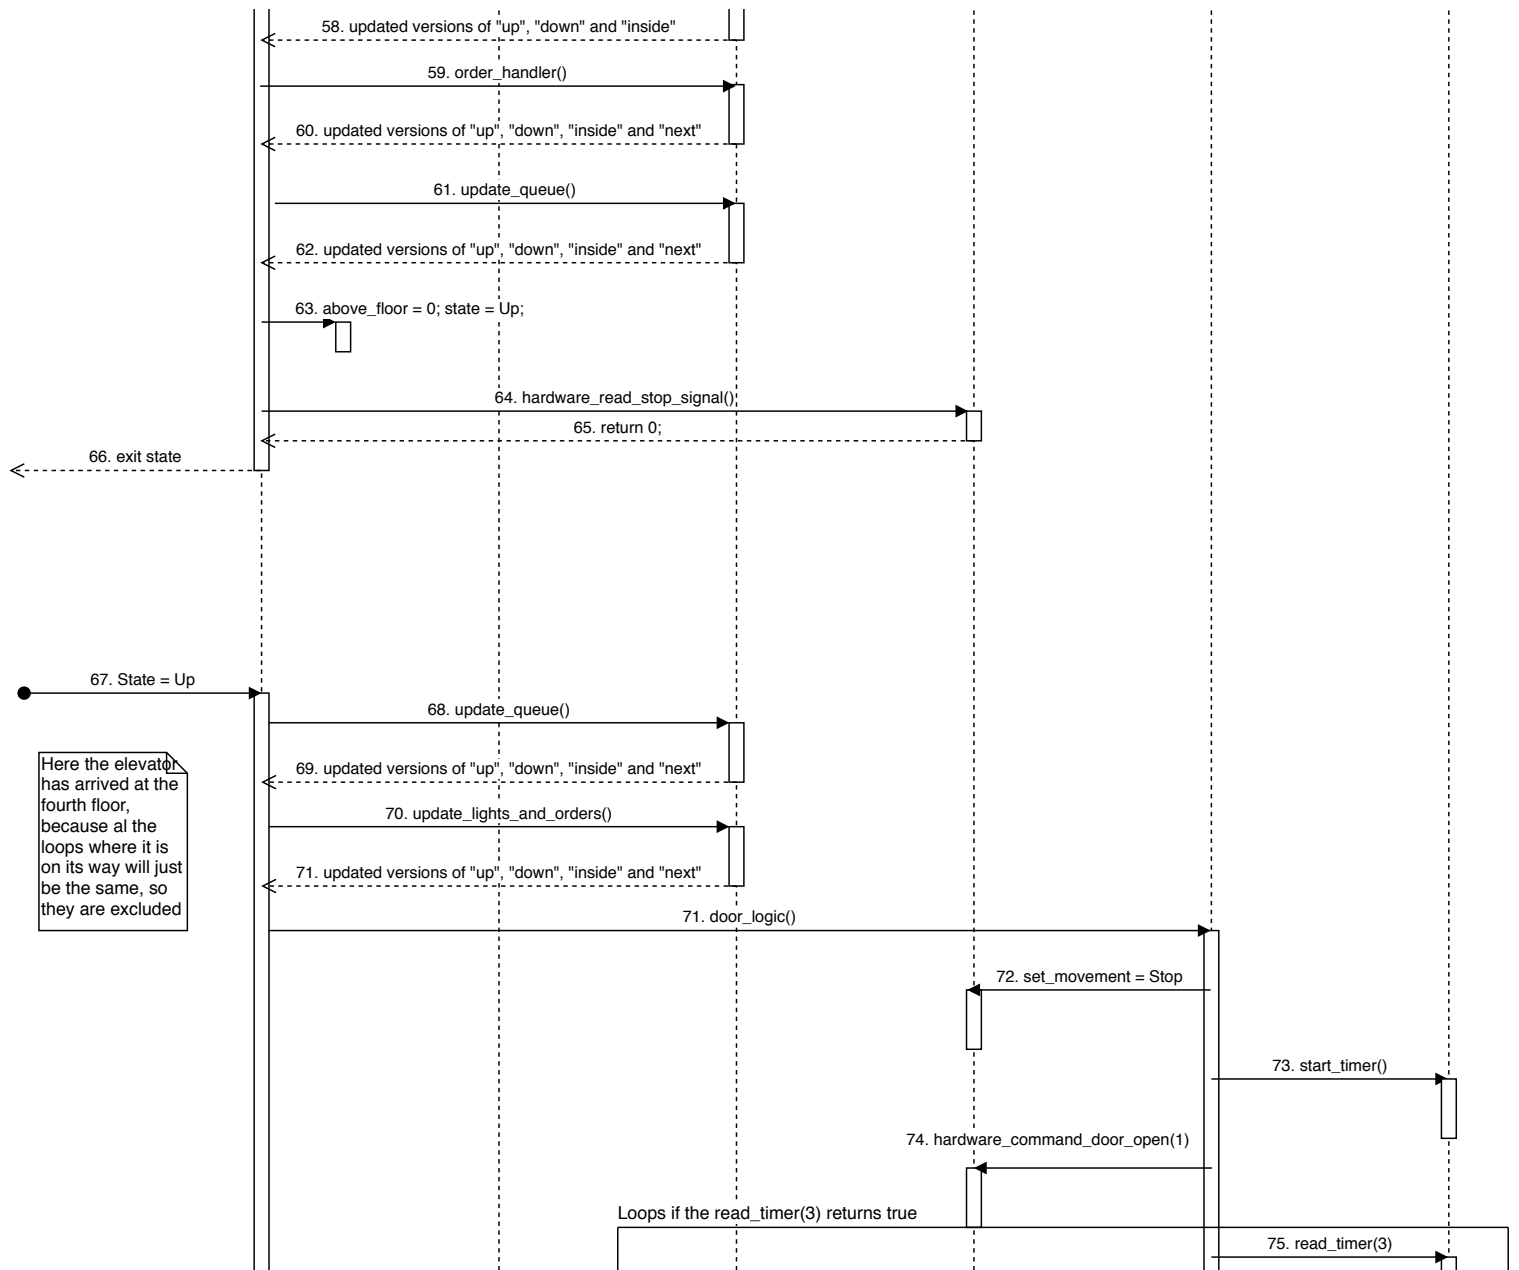 58. updated versions of "up", "down" and "inside"
59. order_handler()
60. updated versions of "up", "down", "inside" and "next"
61. update_queue()
62. updated versions of "up", "down", "inside" and "next"
63. above_floor = 0; state = Up;
64. hardware_read_stop_signal()
65. return 0;
66. exit state
67. State = Up
68. update_queue()
Here the elevator
has arrived at the
fourth floor,
because al the
loops where it is
on its way will just
be the same, so
they are excluded
69. updated versions of "up", "down", "inside" and "next"
70. update_lights_and_orders()
71. updated versions of "up", "down", "inside" and "next"
71. door_logic()
72. set_movement = Stop
73. start_timer()
74. hardware_command_door_open(1)
Loops if the read_timer(3) returns true
75. read_timer(3)